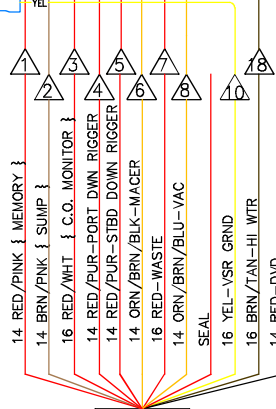 YEL
1
2
3
4
5
6
7
8
10
18
14 RED/PINK { MEMORY }
14 BRN/PNK { SUMP }
16 RED/WHT { C.O. MONITOR }
14 RED/PUR-PORT DWN RIGGER
14 RED/PUR-STBD DOWN RIGGER
14 ORN/BRN/BLK-MACER
16 RED-WASTE
14 ORN/BRN/BLU-VAC
SEAL
16 YEL-VSR GRND
16 BRN/TAN-HI WTR
14 RED-DVD